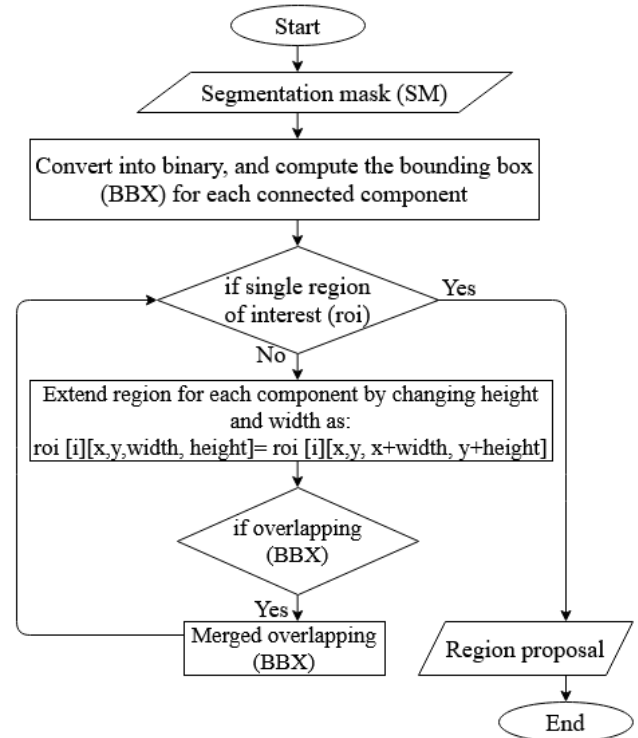 Start
Segmentation mask (SM)
Convert into binary, and compute the bounding box
(BBX) for each connected component
if single region
of interest (roi)
Yes
No
Extend region for each component by changing height
and width as:
roi [i][x,y,width, height]= roi [i][x,y, x+width, y+height]
if overlapping
(BBX)
Yes
Merged overlapping
(BBX)
Region proposal
End